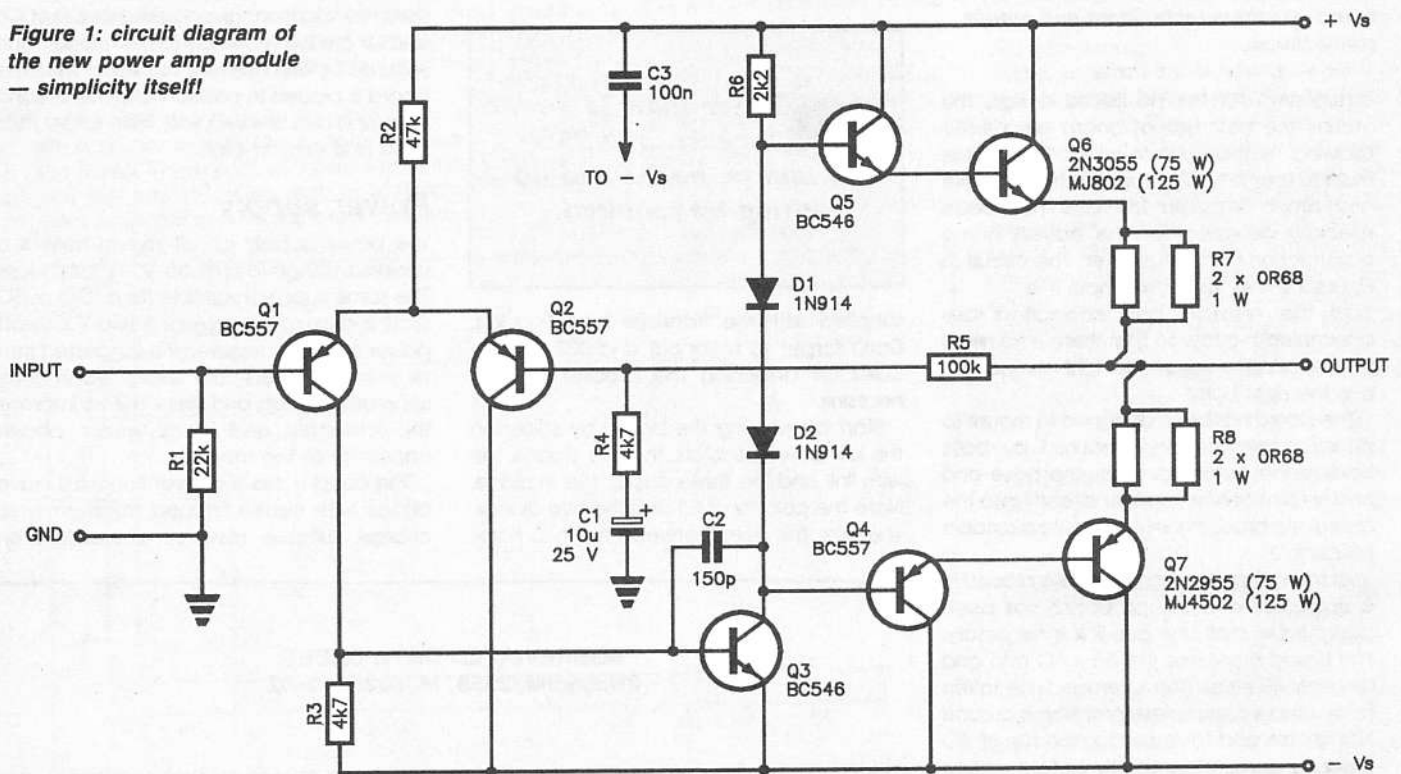 Figure 1: circuit diagram of
the new power amp module
— simplicity itself!
+ Vs
R2
47k
C3
100n
TO – Vs
R6
2k2
Q5
BC546
Q6
2N3055 (75 W)
MJ802 (125 W)
D1
1N914
R7
2 x 0R68
1 W
Q1
BC557
Q2
BC557
INPUT
R5
100k
OUTPUT
R1
22k
R4
4k7
D2
1N914
R8
2 x 0R68
1 W
C1
10u
25 V
+
C2
150p
Q4
BC557
GND
Q7
2N2955 (75 W)
MJ4502 (125 W)
Q3
BC546
R3
4k7
– Vs